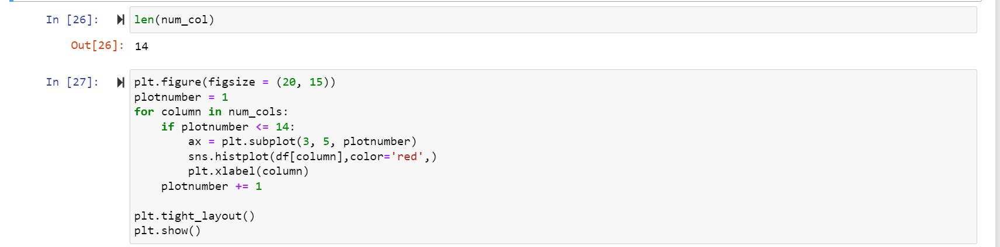 In [26]: len(num_col)
Out[26]: 14
In [27]: plt.figure(figsize = (20, 15))
plotnumber = 1
for column in num_cols:
    if plotnumber <= 14:
        ax = plt.subplot(3, 5, plotnumber)
        sns.histplot(df[column],color='red',)
        plt.xlabel(column)
    plotnumber += 1
plt.tight_layout()
plt.show()